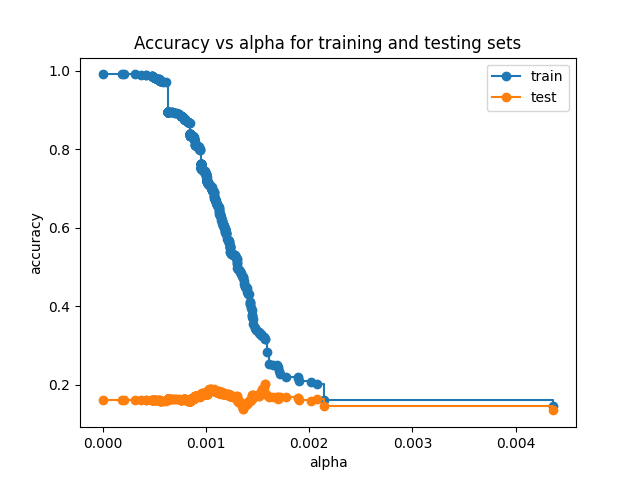 Accuracy vs alpha for training and testing sets
train
test
1.0
0.8
0.6
0.4
0.2
accuracy
0.000
0.001
0.002
0.003
0.004
alpha